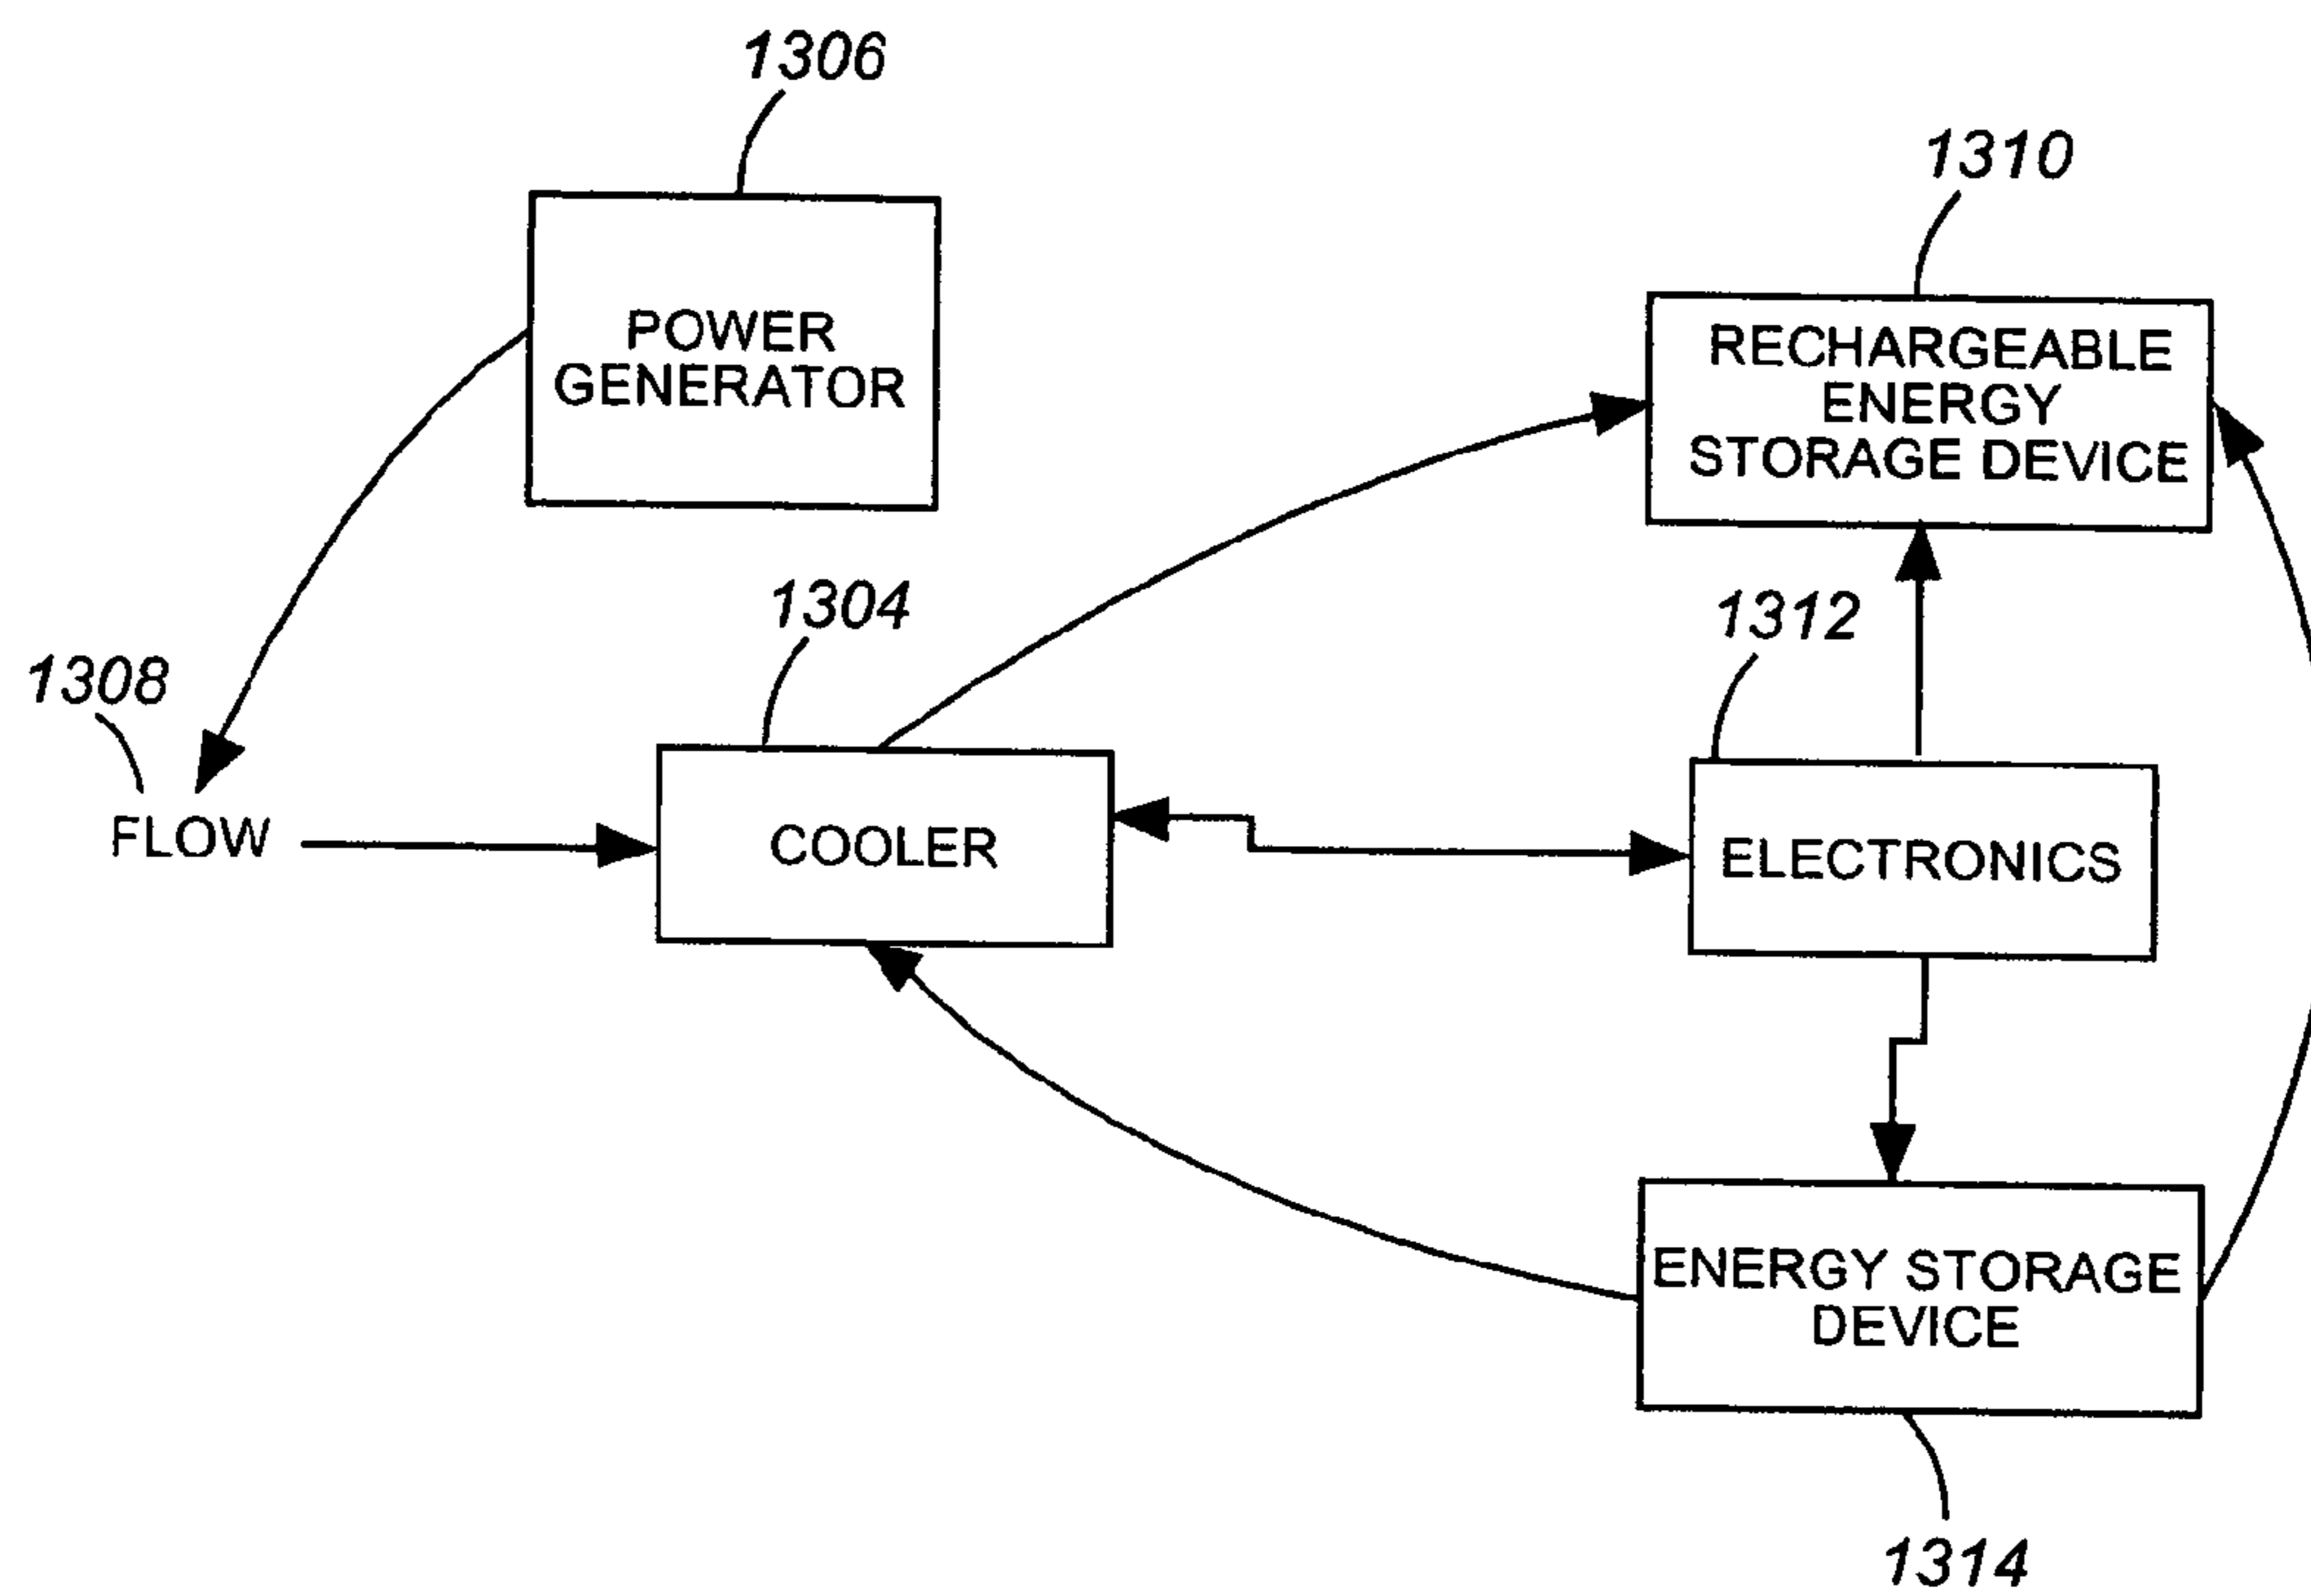 1306
POWER
GENERATOR
1310
RECHARGEABLE
ENERGY
STORAGE DEVICE
1304
1312
1308
FLOW
COOLER
ELECTRONICS
ENERGY STORAGE
DEVICE
1314